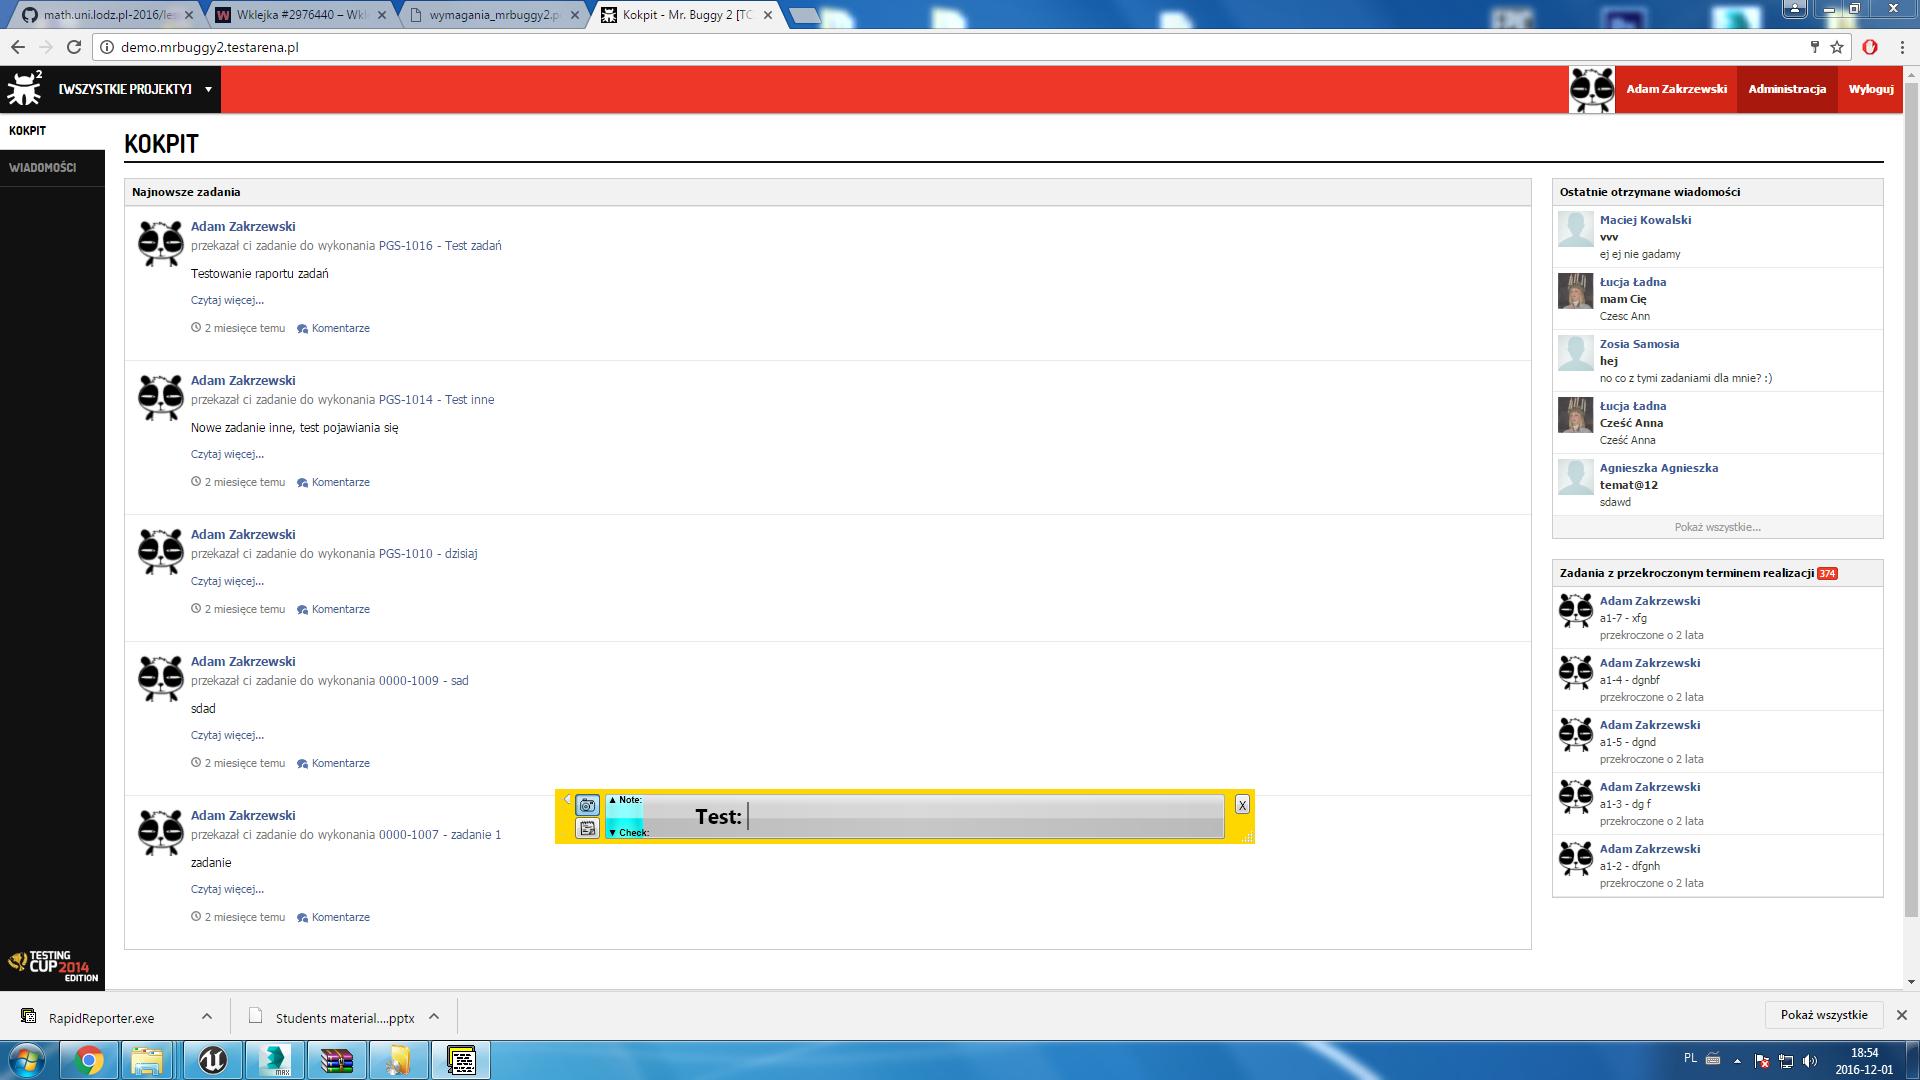 math.uni.lodz.pl-2016/les
Wklejka #2976440 – Wkl
wymagania_mrbuggy2.p
Kokpit - Mr. Buggy 2 [TC
demo.mrbuggy2.testarena.pl
2
[WSZYSTKIE PROJEKTY]
Adam Zakrzewski
Administracja
Wyloguj
KOKPIT
WIADOMOŚCI
KOKPIT
Najnowsze zadania
Adam Zakrzewski
przekazał ci zadanie do wykonania PGS-1016 - Test zadań
Testowanie raportu zadań
Czytaj więcej...
2 miesięce temu Komentarze
Adam Zakrzewski
przekazał ci zadanie do wykonania PGS-1014 - Test inne
Nowe zadanie inne, test pojawiania się
Czytaj więcej...
2 miesięce temu Komentarze
Adam Zakrzewski
przekazał ci zadanie do wykonania PGS-1010 - dzisiaj
Czytaj więcej...
2 miesięce temu Komentarze
Adam Zakrzewski
przekazał ci zadanie do wykonania 0000-1009 - sad
sdad
Czytaj więcej...
2 miesięce temu Komentarze
Adam Zakrzewski
przekazał ci zadanie do wykonania 0000-1007 - zadanie 1
zadanie
Czytaj więcej...
2 miesięce temu Komentarze
Ostatnie otrzymane wiadomości
Maciej Kowalski
vvv
ej ej nie gadamy
Łucja Ładna
mam Cię
Czesc Ann
Zosia Samosia
hej
no co z tymi zadaniami dla mnie? :)
Łucja Ładna
Cześć Anna
Cześć Anna
Agnieszka Agnieszka
temat@12
sdawd
Pokaż wszystkie...
Zadania z przekroczonym terminem realizacji 374
Adam Zakrzewski
a1-7 - xfg
przekroczone o 2 lata
Adam Zakrzewski
a1-4 - dgnbf
przekroczone o 2 lata
Adam Zakrzewski
a1-5 - dgnd
przekroczone o 2 lata
Adam Zakrzewski
a1-3 - dg f
przekroczone o 2 lata
Adam Zakrzewski
a1-2 - dfgnh
przekroczone o 2 lata
▲ Note:
Test:
▼ Check:
X
TESTING
CUP 2014
EDITION
RapidReporter.exe
Students material....pptx
Pokaż wszystkie
MAX
PL
18:54
2016-12-01